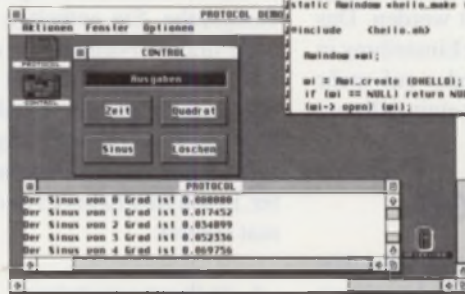 PROTOCOL DEMO
Aktionen Fenster Optionen
static Awindow *hello_make
#include <hello.ah>
Awindow *wi;
wi = Awi_create (&HELLO);
if (wi == NULL) return NUL
(wi-> open) (wi);
PROTOCOL
CONTROL
CONTROL
Ausgaben
Zeit
Quadrat
Sinus
Löschen
PROTOCOL
Der Sinus von 0 Grad ist 0.000000
Der Sinus von 1 Grad ist 0.017452
Der Sinus von 2 Grad ist 0.034899
Der Sinus von 3 Grad ist 0.052336
Der Sinus von 4 Grad ist 0.069756